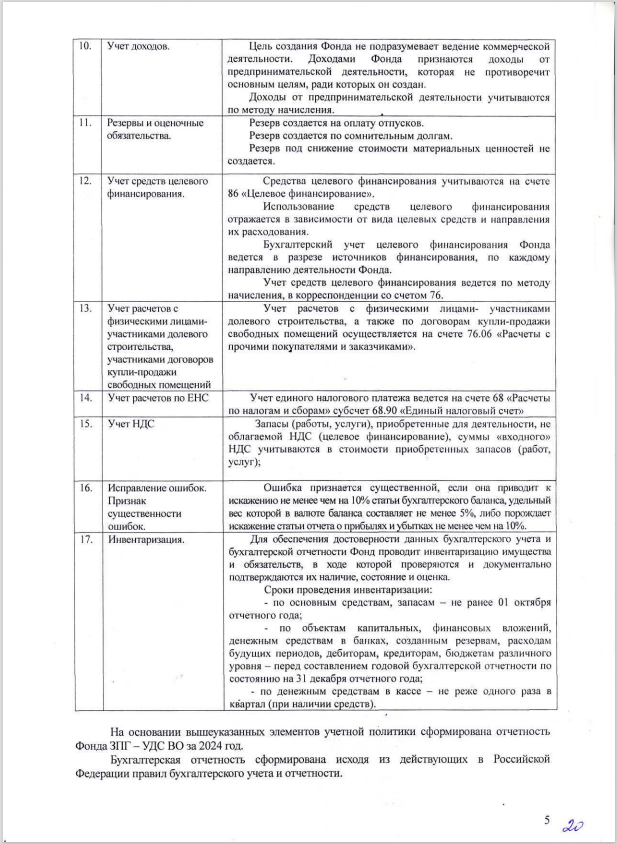 10. Учет доходов. Цель создания Фонда не подразумевает ведение коммерческой
деятельности. Доходами Фонда признаются доходы от
предпринимательской деятельности, которая не противоречит
основным целям, ради которых он создан.
Доходы от предпринимательской деятельности учитываются
по методу начисления.
11. Резервы и оценочные Резерв создается на оплату отпусков.
обязательства. Резерв создается по сомнительным долгам.
Резерв под снижение стоимости материальных ценностей не
создается.
12. Учет средств целевого Средства целевого финансирования учитываются на счете
финансирования. 86 «Целевое финансирование».
Использование средств целевого финансирования
отражается в зависимости от вида целевых средств и направления
их расходования.
Бухгалтерский учет целевого финансирования Фонда
ведется в разрезе источников финансирования, по каждому
направлению деятельности Фонда.
Учет средств целевого финансирования ведется по методу
начисления, в корреспонденции со счетом 76.
13. Учет расчетов с Учет расчетов с физическими лицами- участниками
физическими лицами- долевого строительства, а также по договорам купли-продажи
участниками долевого свободных помещений осуществляется на счете 76.06 «Расчеты с
строительства, прочими покупателями и заказчиками».
участниками договоров
купли-продажи
свободных помещений
14. Учет расчетов по ЕНС Учет единого налогового платежа ведется на счете 68 «Расчеты
по налогам и сборам» субсчет 68.90 «Единый налоговый счет»
15. Учет НДС Запасы (работы, услуги), приобретенные для деятельности, не
облагаемой НДС (целевое финансирование), суммы «входного»
НДС учитываются в стоимости приобретенных запасов (работ,
услуг);
16. Исправление ошибок. Ошибка признается существенной, если она приводит к
Признак искажению не менее чем на 10% статьи бухгалтерского баланса, удельный
существенности вес которой в валюте баланса составляет не менее 5%, либо порождает
ошибок. искажение статьи отчета о прибылях и убытках не менее чем на 10%.
17. Инвентаризация. Для обеспечения достоверности данных бухгалтерского учета и
бухгалтерской отчетности Фонд проводит инвентаризацию имущества
и обязательств, в ходе которой проверяются и документально
подтверждаются их наличие, состояние и оценка.
Сроки проведения инвентаризации:
- по основным средствам, запасам – не ранее 01 октября
отчетного года;
- по объектам капитальных, финансовых вложений,
денежным средствам в банках, созданным резервам, расходам
будущих периодов, дебиторам, кредиторам, бюджетам различного
уровня – перед составлением годовой бухгалтерской отчетности по
состоянию на 31 декабря отчетного года;
- по денежным средствам в кассе – не реже одного раза в
квартал (при наличии средств).
На основании вышеуказанных элементов учетной политики сформирована отчетность
Фонда ЗПГ – УДС ВО за 2024 год.
Бухгалтерская отчетность сформирована исходя из действующих в Российской
Федерации правил бухгалтерского учета и отчетности.
5
20